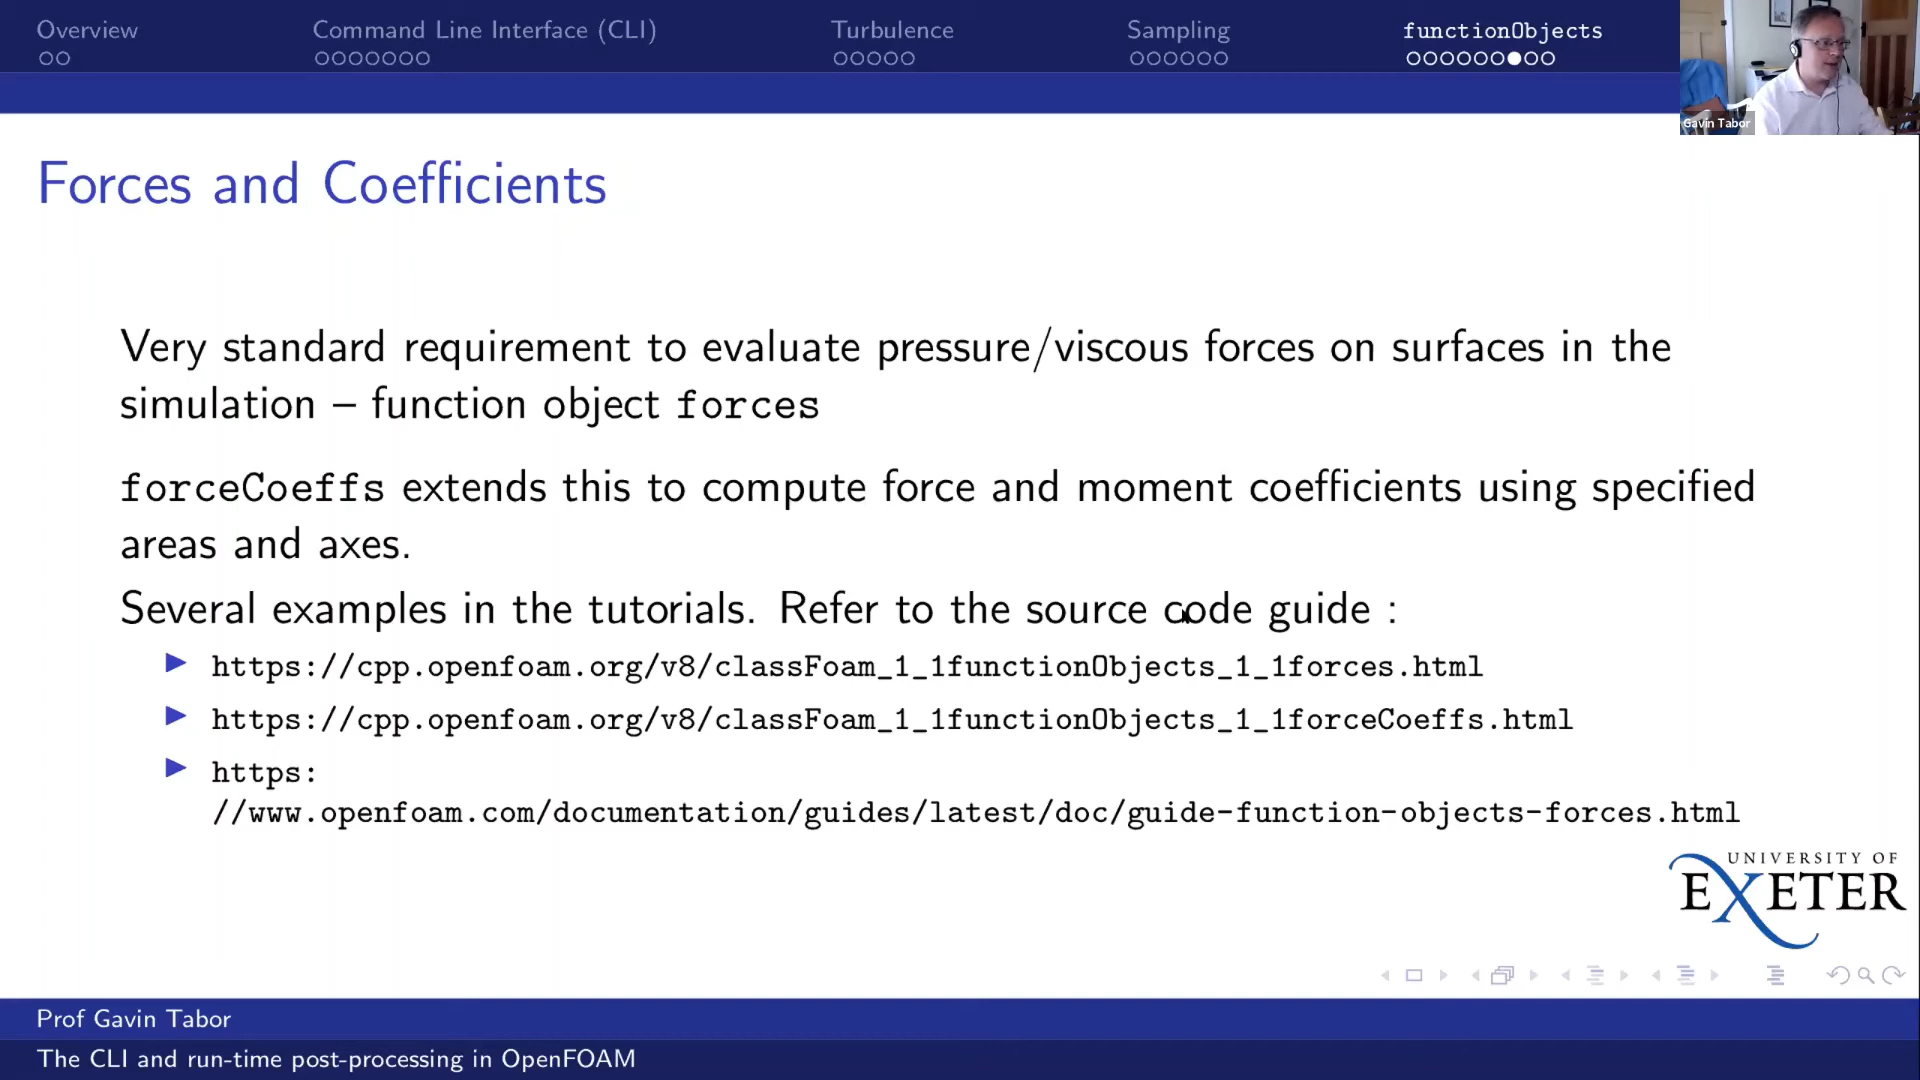 Overview
Command Line Interface (CLI)
Turbulence
Sampling
functionObjects
Gavin Tabor
Forces and Coefficients
Very standard requirement to evaluate pressure/viscous forces on surfaces in the
simulation – function object forces
forceCoeffs extends this to compute force and moment coefficients using specified
areas and axes.
Several examples in the tutorials. Refer to the source code guide :
https://cpp.openfoam.org/v8/classFoam_1_1functionObjects_1_1forces.html
https://cpp.openfoam.org/v8/classFoam_1_1functionObjects_1_1forceCoeffs.html
https:
//www.openfoam.com/documentation/guides/latest/doc/guide-function-objects-forces.html
UNIVERSITY OF
EXETER
Prof Gavin Tabor
The CLI and run-time post-processing in OpenFOAM